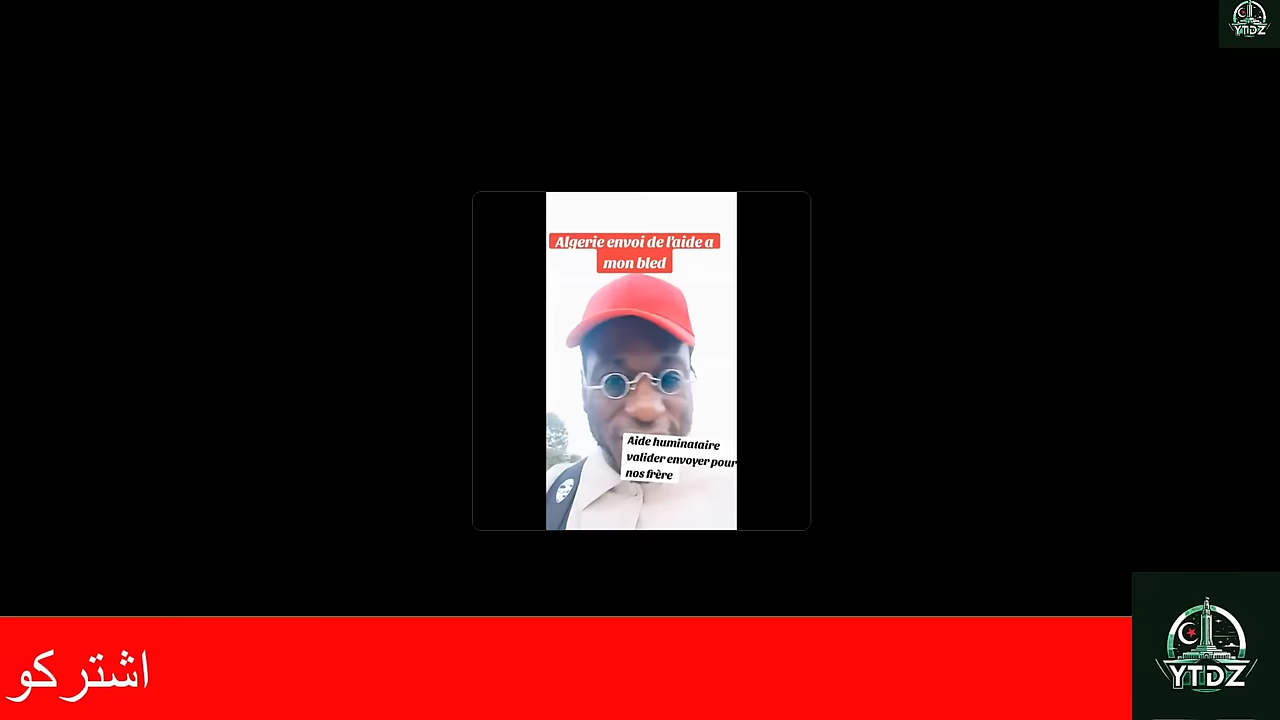 YTDZ
Algerie envoi de l'aide a
mon bled
Aide huminataire
valider envoyer pour
nos frère
اشتركو
YTDZ